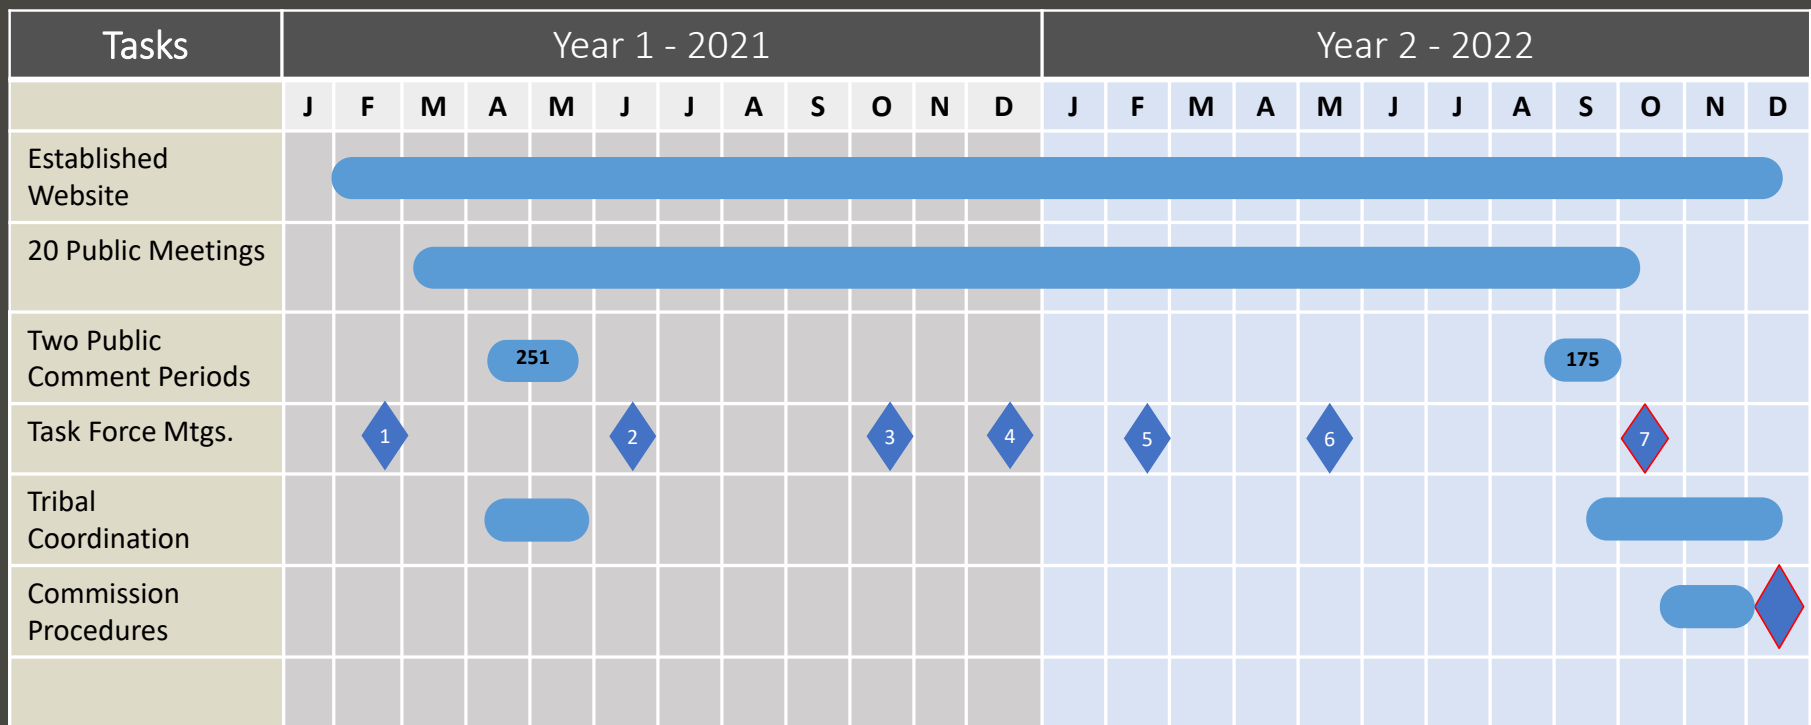 Tasks Year 1 - 2021 Year 2 - 2022
J F M A M J J A S O N D J F M A M J J A S O N D
Established
Website
20 Public Meetings
Two Public
Comment Periods
251 175
Task Force Mtgs. 1 2 3 4 5 6 7
Tribal
Coordination
Commission
Procedures